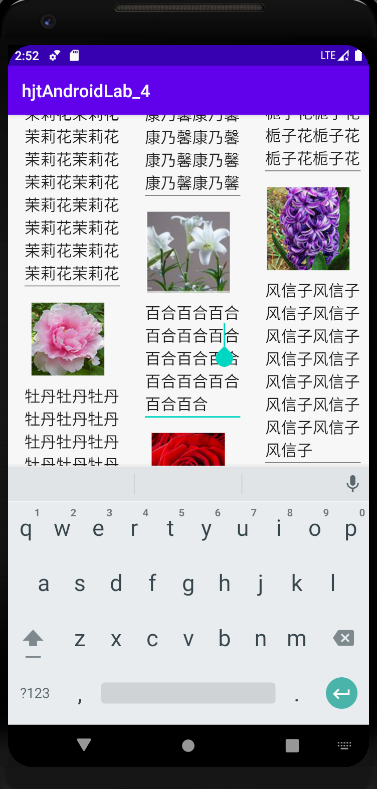 2:52
LTE
hjtAndroidLab_4
茉莉花茉莉花
茉莉花茉莉花
茉莉花茉莉花
茉莉花茉莉花
茉莉花茉莉花
茉莉花茉莉花
茉莉花茉莉花
茉莉花茉莉花
牡丹牡丹牡丹
牡丹牡丹牡丹
牡丹牡丹牡丹
牡丹牡丹牡丹
康乃馨康乃馨
康乃馨康乃馨
康乃馨康乃馨
康乃馨康乃馨
百合百合百合
百合百合百合
百合百合百合
百合百合百合
百合百合
栀子花栀子花
栀子花栀子花
栀子花栀子花
风信子风信子
风信子风信子
风信子风信子
风信子风信子
风信子风信子
风信子风信子
风信子风信子
风信子
1 2 3 4 5 6 7 8 9 0
q w e r t y u i o p
a s d f g h j k l
z x c v b n m
?123 , .